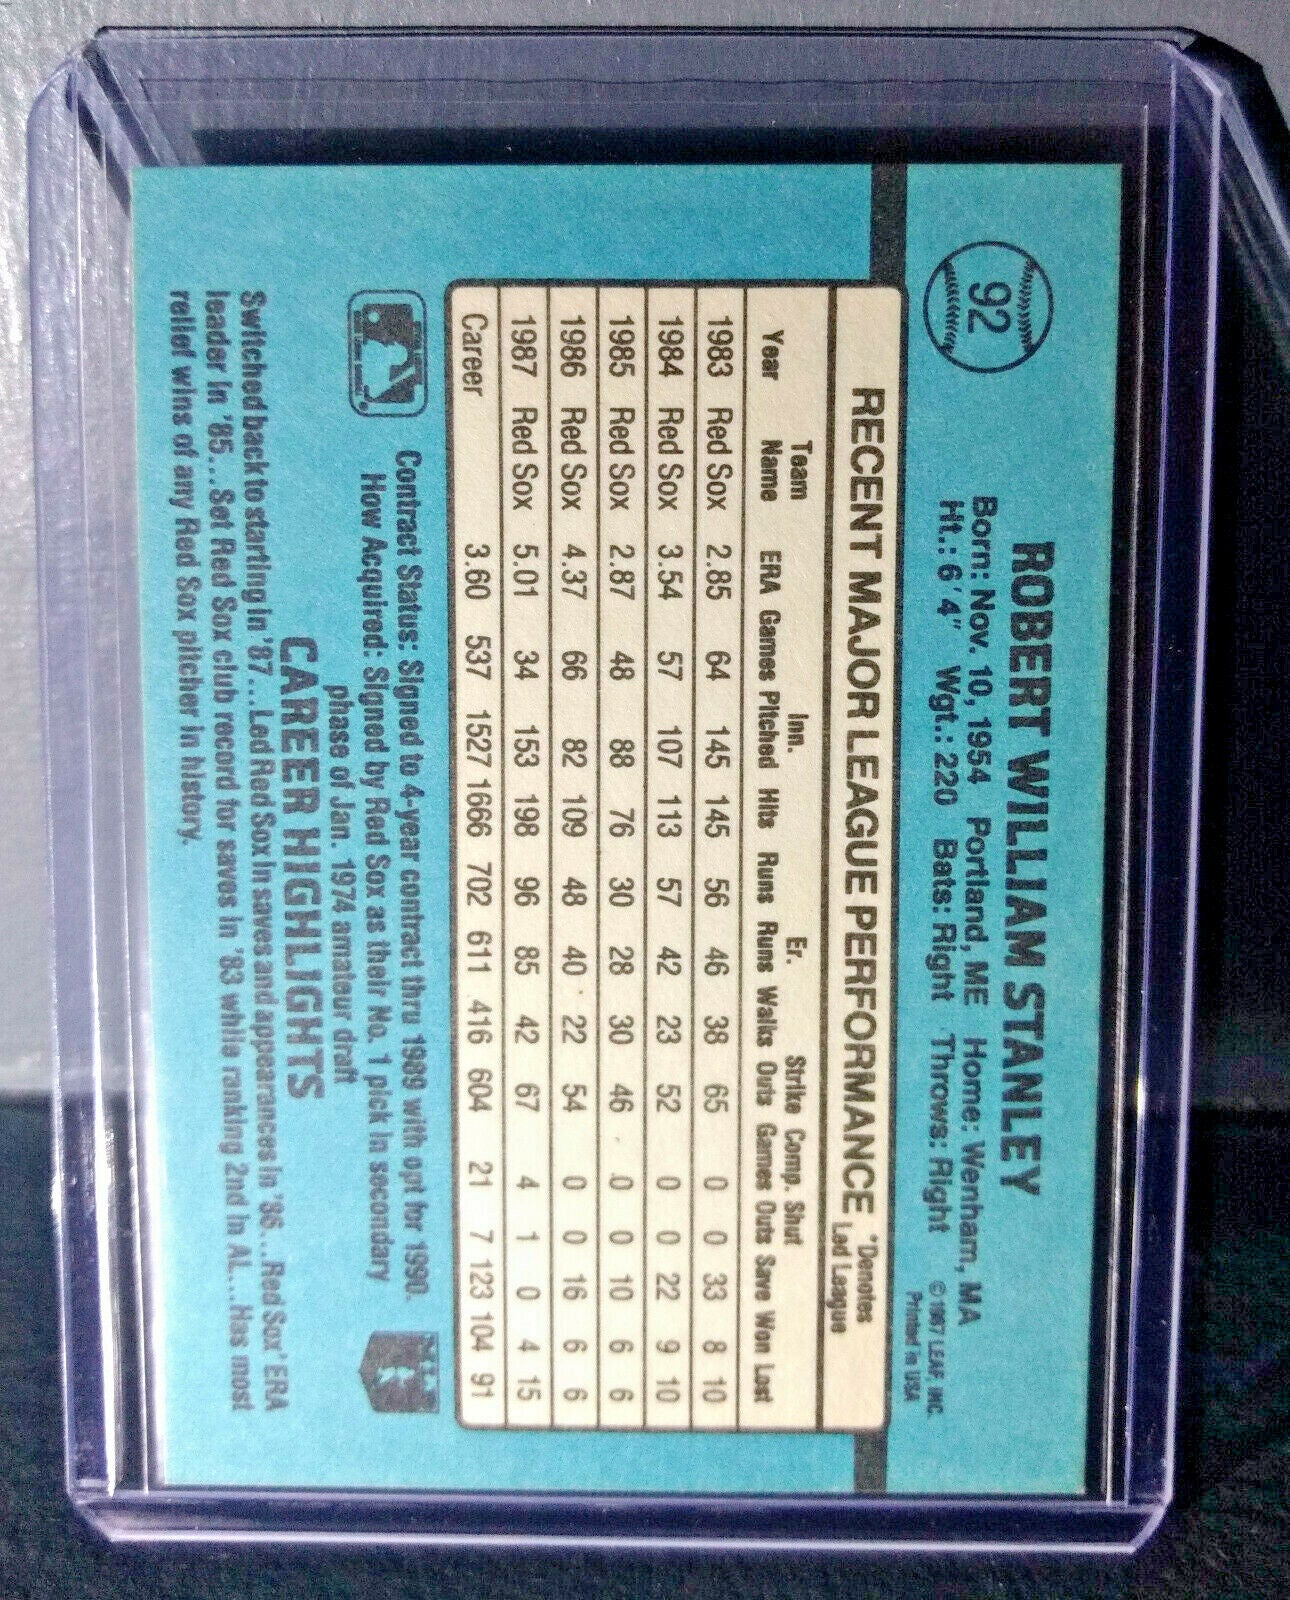 92
ROBERT WILLIAM STANLEY
Born: Nov. 10, 1954 Portland, ME Home: Wenham, MA
Ht.: 6'4" Wgt.: 220 Bats: Right Throws: Right
©1987 LEAF, INC.
Printed in USA
RECENT MAJOR LEAGUE PERFORMANCE
*Denotes
Led League
Team Inn. Er. Strike Comp. Shut
Year Name ERA Games Pitched Hits Runs Runs Walks Outs Games Outs Save Won Lost
1983 Red Sox 2.85 64 145 145 56 46 38 65 0 0 33 8 10
1984 Red Sox 3.54 57 107 113 57 42 23 52 0 0 22 9 10
1985 Red Sox 2.87 48 88 76 30 28 30 46 0 0 10 6 6
1986 Red Sox 4.37 66 82 109 48 40 22 54 0 0 16 6 6
1987 Red Sox 5.01 34 153 198 96 85 42 67 4 1 0 4 15
Career 3.60 537 1527 1666 702 611 416 604 21 7 123 104 91
Contract Status: Signed to 4-year contract thru 1989 with opt for 1990.
How Acquired: Signed by Red Sox as their No. 1 pick in secondary
phase of Jan. 1974 amateur draft
CAREER HIGHLIGHTS
Switched back to starting in '87...Led Red Sox in saves and appearances in '86...Red Sox' ERA
leader in '85...Set Red Sox club record for saves in '83 while ranking 2nd in AL...Has most
relief wins of any Red Sox pitcher in history.